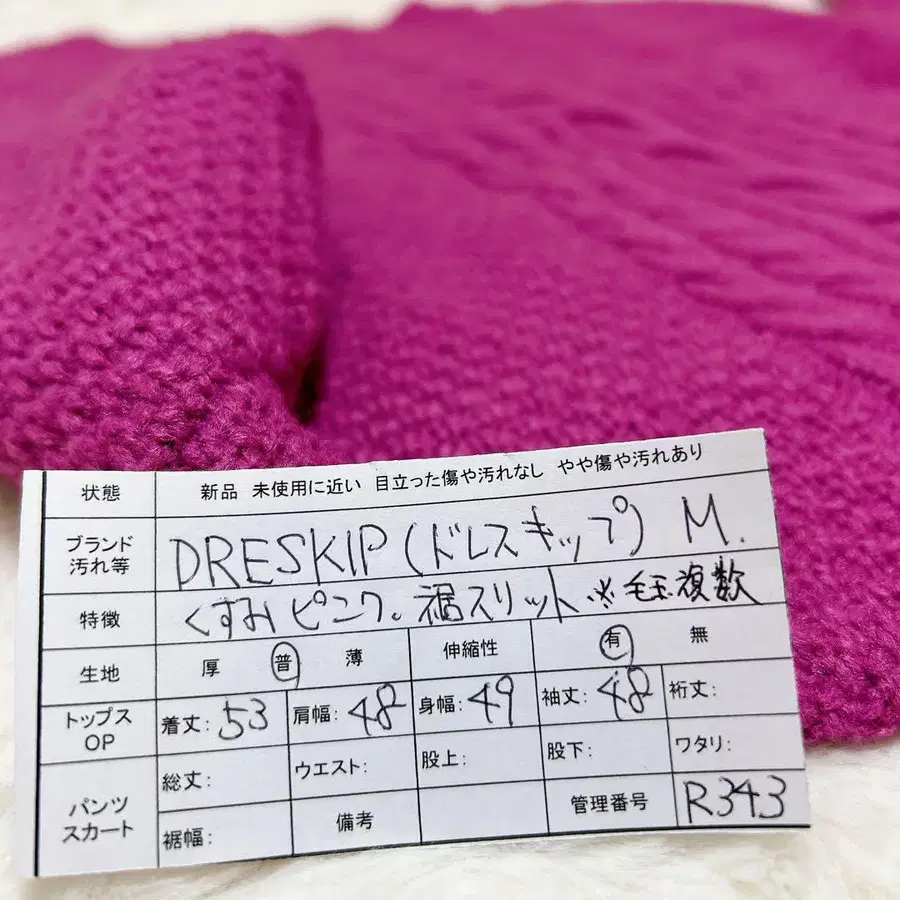 状態 新品 未使用に近い 目立った傷や汚れなし やや傷や汚れあり
ブランド 汚れ等 DRESKIP(ドレスキップ) M.
特徴 くすみピンク。裾スリット ※毛玉複数
生地 厚 普 薄 伸縮性 有 無
トップス OP 着丈:53 肩幅:48 身幅:49 袖丈:48 裄丈:
パンツ スカート 総丈: ウエスト: 股上: 股下: ワタリ:
裾幅: 備考 管理番号 R343